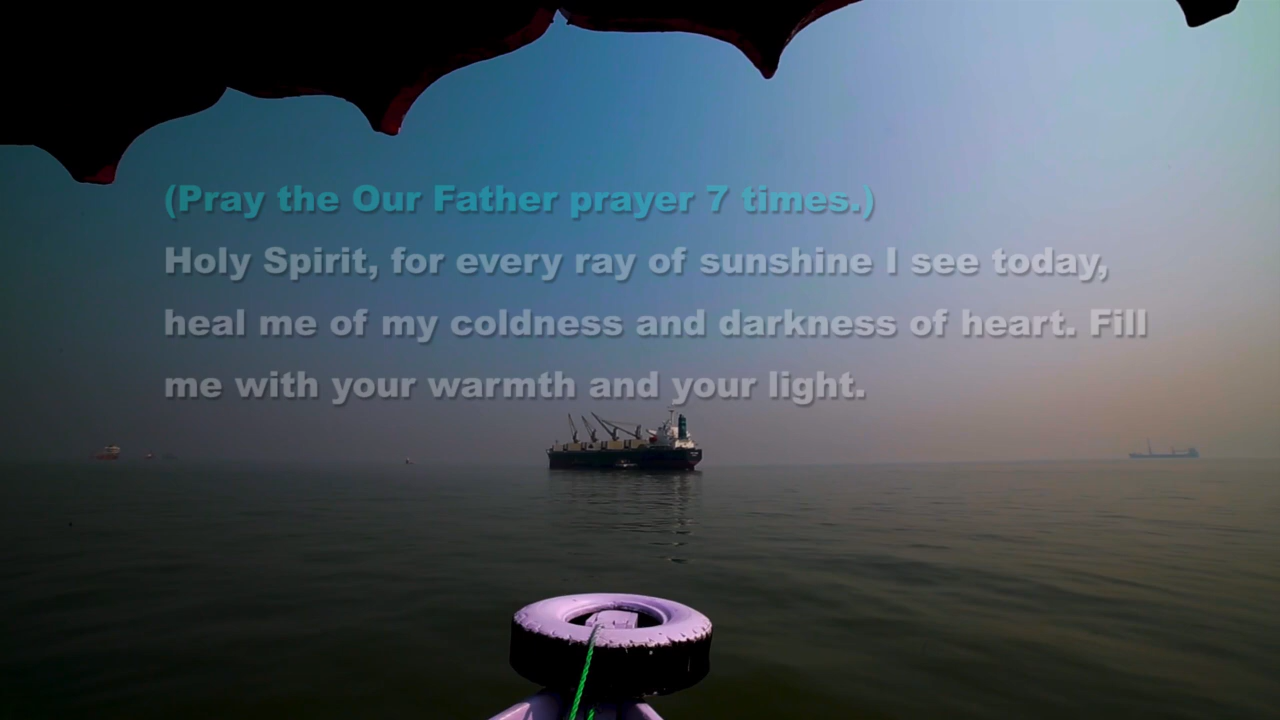 (Pray the Our Father prayer 7 times.)
Holy Spirit, for every ray of sunshine I see today,
heal me of my coldness and darkness of heart. Fill
me with your warmth and your light.